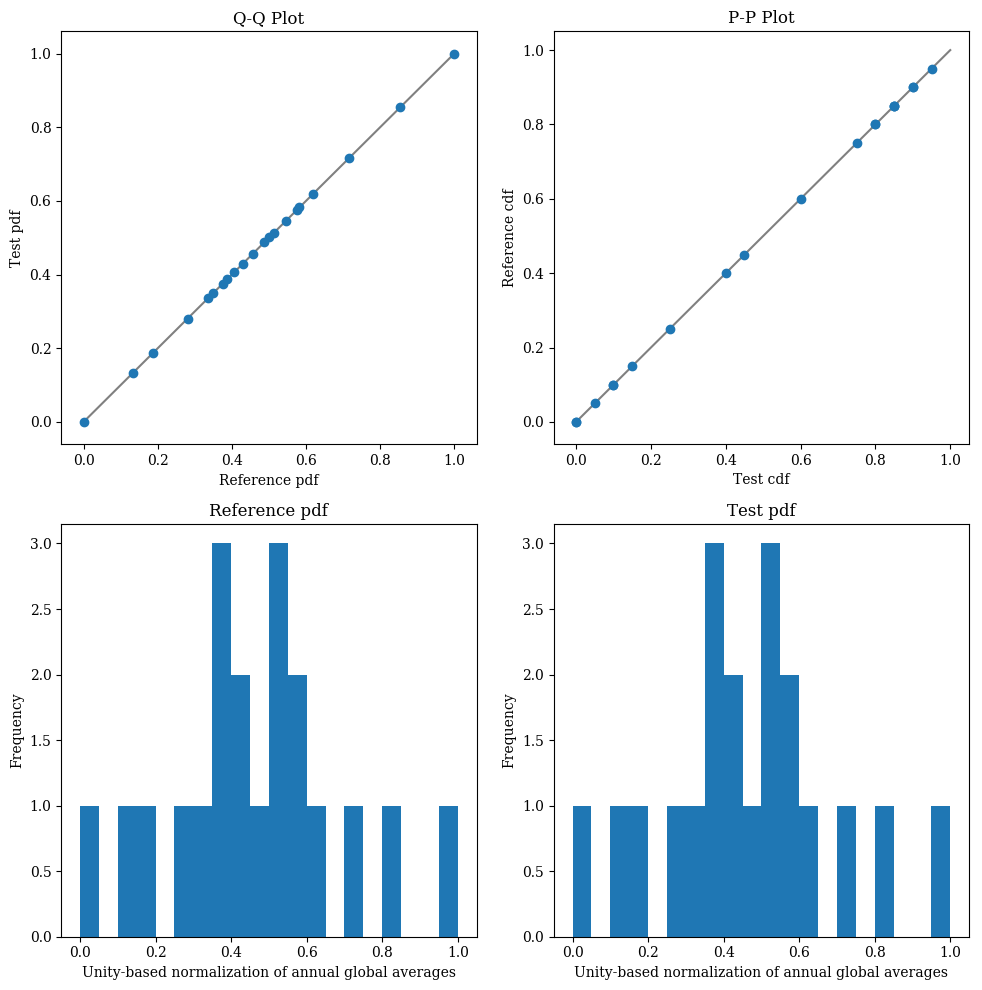 Q-Q Plot
1.0
0.8
0.6
0.4
0.2
0.0
Test pdf
0.0 0.2 0.4 0.6 0.8 1.0
Reference pdf
P-P Plot
1.0
0.8
0.6
0.4
0.2
0.0
Reference cdf
0.0 0.2 0.4 0.6 0.8 1.0
Test cdf
Reference pdf
3.0
2.5
2.0
1.5
1.0
0.5
0.0
Frequency
0.0 0.2 0.4 0.6 0.8 1.0
Unity-based normalization of annual global averages
Test pdf
3.0
2.5
2.0
1.5
1.0
0.5
0.0
Frequency
0.0 0.2 0.4 0.6 0.8 1.0
Unity-based normalization of annual global averages